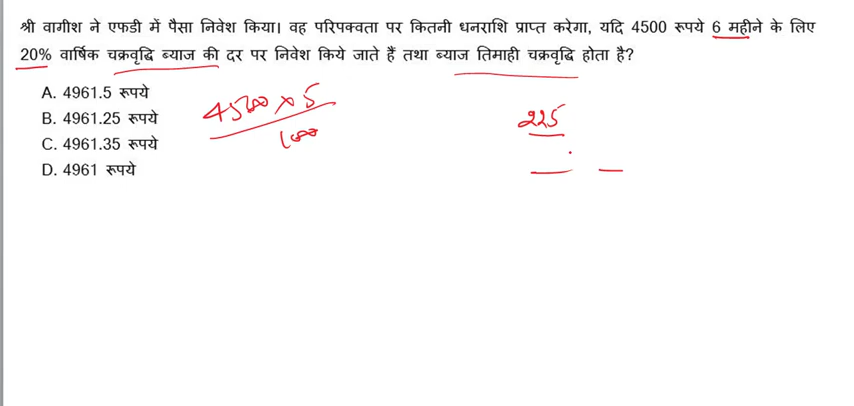 श्री वागीश ने एफडी में पैसा निवेश किया। वह परिपक्वता पर कितनी धनराशि प्राप्त करेगा, यदि 4500 रूपये 6 महीने के लिए
20% वार्षिक चक्रवृद्धि ब्याज की दर पर निवेश किये जाते हैं तथा ब्याज तिमाही चक्रवृद्धि होता है?
A. 4961.5 रूपये
B. 4961.25 रूपये
C. 4961.35 रूपये
D. 4961 रूपये
4500 × 5
100
225